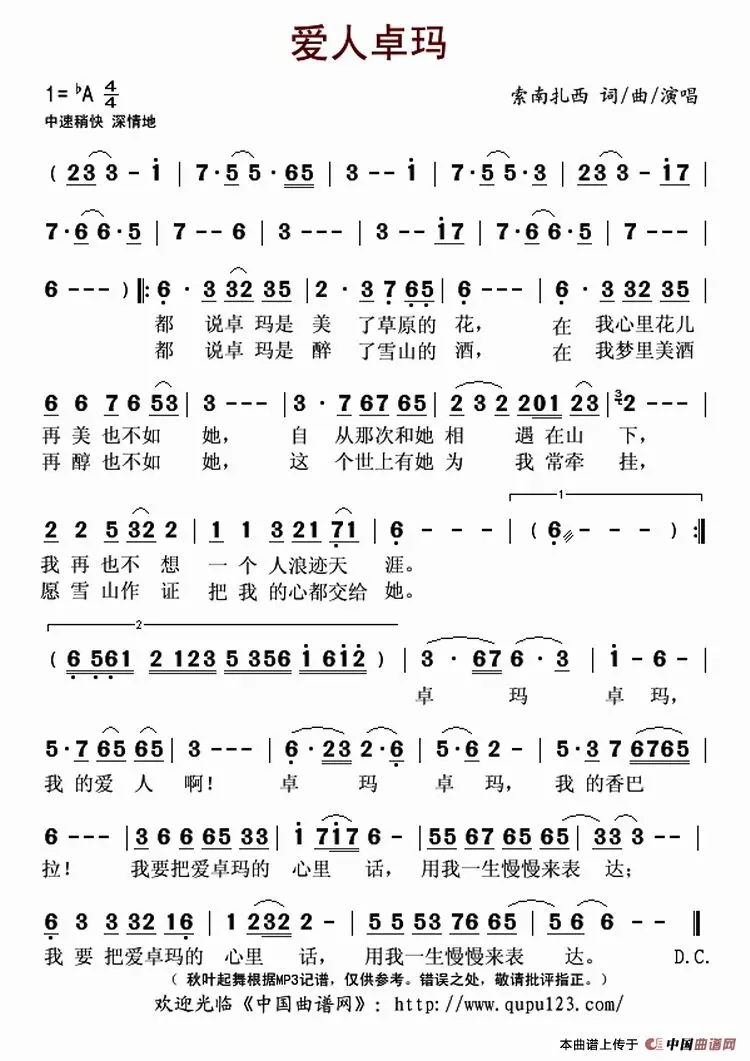 爱人卓玛
1=♭A 4/4
索南扎西 词/曲/演唱
中速稍快 深情地
( 23 3 - i | 7·5 5·65 | 3 - - i | 7·5 5·3 | 23 3 - i7 |
7·6 6·5 | 7 - - 6 | 3 - - - | 3 - - i7 | 5·6 6·5 | 7 - - - |
6 - - - ) ‖: 6 · 3 32 35 | 2 · 3 7 65 | 6 - - - | 6 · 3 32 35 |
都 说卓 玛是 美 了草原的 花, 在 我心里花儿
都 说卓 玛是 醉 了雪山的 酒, 在 我梦里美酒
6 6 76 53 | 3 - - - | 3 · 7 67 65 | 23 2 201 23 | 3 2 - - |
再 美 也不如 她, 自 从那次和她 相 遇 在山 下,
再 醇 也不如 她, 这 个世上有她 为 我 常牵 挂,
1
2 2 5 32 2 | 1 1 3 21 71 | 6 - - - | ( 6 - - - ) :‖
我 再 也不 想 一 个 人浪迹天 涯。
愿 雪 山作 证 把 我 的心都交给 她。
2
( 6 561 2 123 5 356 i 6i2 ) | 3 · 67 6 · 3 | i - 6 - |
卓 玛 卓 玛,
5·7 65 65 | 3 - - - | 6·23 2·6 | 5·6 2 - | 5·3 7 6765 |
我 的爱 人 啊! 卓 玛 卓 玛, 我 的香巴
6 - - - | 36 66 65 33 | i 7i7 6 - | 55 67 65 65 | 33 3 - - |
拉! 我要把爱卓玛的 心里 话, 用我一生慢慢来表 达;
6 3 3 32 16 | 1 232 2 - | 5 5 53 76 65 | 5 6 6 - - ‖
我 要 把爱卓玛的 心里 话, 用我一生慢慢来表 达。 D.C.
( 秋叶起舞根据MP3记谱,仅供参考。错误之处,敬请批评指正。)
欢迎光临《中国曲谱网》: http://www.qupu123.com/
本曲谱上传于 中国曲谱网